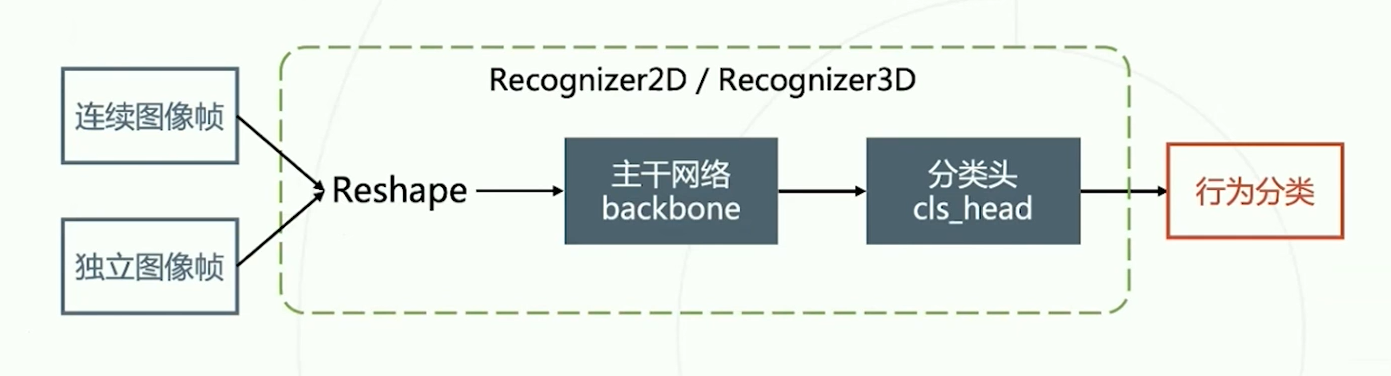 Recognizer2D / Recognizer3D
连续图像帧
独立图像帧
Reshape
主干网络
backbone
分类头
cls_head
行为分类